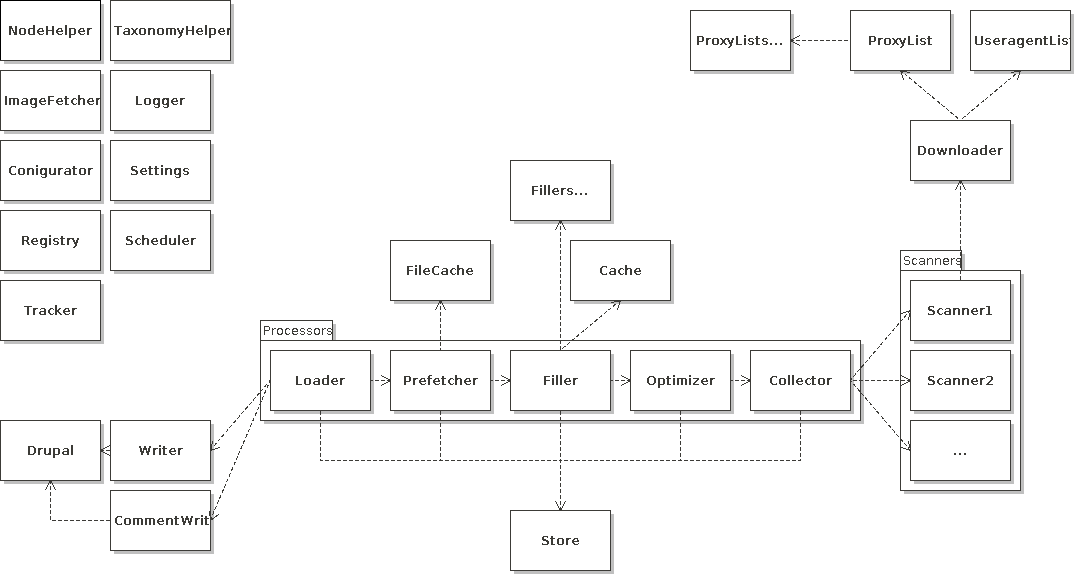 NodeHelper
TaxonomyHelper
ProxyLists...
ProxyList
UseragentList
ImageFetcher
Logger
Downloader
Conigurator
Settings
Fillers...
Registry
Scheduler
FileCache
Cache
Scanners
Tracker
Scanner1
Processors
Loader
Prefetcher
Filler
Optimizer
Collector
Scanner2
Drupal
Writer
...
CommentWrit
Store